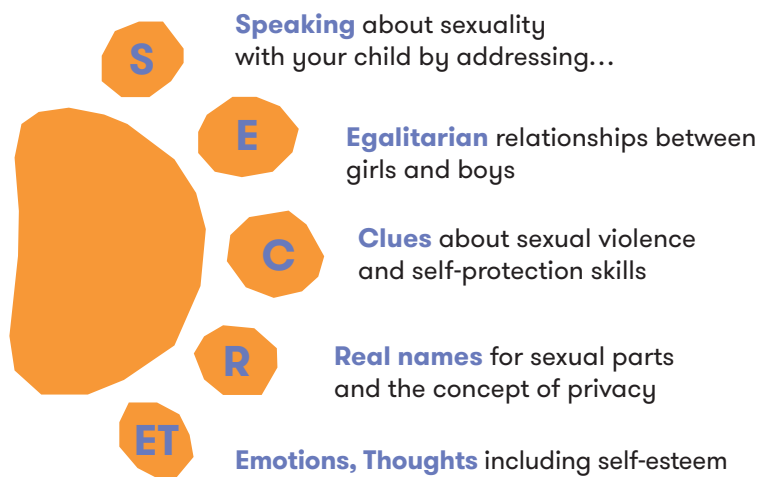 S
Speaking about sexuality
with your child by addressing...
E
Egalitarian relationships between
girls and boys
C
Clues about sexual violence
and self-protection skills
R
Real names for sexual parts
and the concept of privacy
ET
Emotions, Thoughts including self-esteem